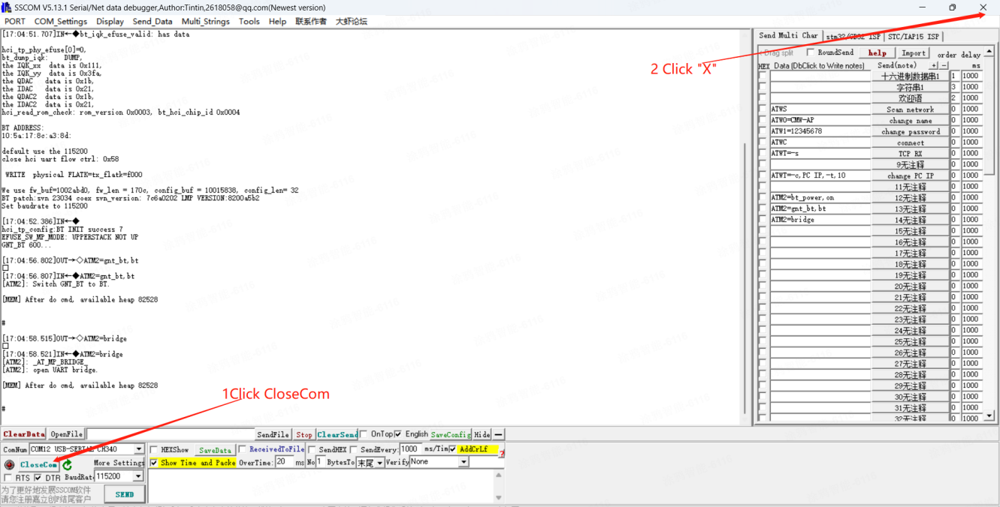 SSCOM V5.13.1 Serial/Net data debugger,Author:Tintin,2618058@qq.com(Newest version)
PORT COM_Settings Display Send_Data Multi_Strings Tools Help 联系作者 大虾论坛
[17:04:51.707]IN←◆bt_iqk_efuse_valid: has data
hci_tp_phy_efuse[0]=0,
bt_dump_iqk: DUMP,
the IQK_xx data is 0x111,
the IQK_yy data is 0x3fa,
the QDAC data is 0x1b,
the IDAC data is 0x21,
the QDAC2 data is 0x1b,
the IDAC2 data is 0x21,
hci_read_rom_check: rom_version 0x0003, bt_hci_chip_id 0x0004
BT ADDRESS:
10:5a:17:8c:a3:8d:
default use the 115200
close hci uart flow ctrl: 0x58
WRITE physical FLATK=tx_flatk=f000
We use fw_buf=1002abd0, fw_len = 170c, config_buf = 10015838, config_len= 32
BT patch:svn 23034 coex svn_version: 7c6a0202 LMP VERSION:8200a5b2
Set baudrate to 115200
[17:04:52.386]IN←◆
hci_tp_config:BT INIT success 7
EFUSE_SW_MP_MODE: UPPERSTACK NOT UP
GNT_BT 600...
[17:04:56.802]OUT→◇ATM2=gnt_bt,bt
□
[17:04:56.807]IN←◆ATM2=gnt_bt,bt
[ATM2]: Switch GNT_BT to BT.
[MEM] After do cmd, available heap 82528
#
[17:04:58.515]OUT→◇ATM2=bridge
□
[17:04:58.521]IN←◆ATM2=bridge
[ATM2]: _AT_MP_BRIDGE_
[ATM2]: open UART bridge.
[MEM] After do cmd, available heap 82528
#
1Click CloseCom
2 Click "X"
Send Multi Char stm32/GD32 ISP STC/IAP15 ISP
Drag split RoundSend help Import order delay
HEX Data (DbClick to Write notes) Send(note) + − ms
十六进制数据串1 1 1000
字符串1 3 1000
欢迎语 2 1000
ATWS Scan network 0 1000
ATW0=CMW-AP change name 0 1000
ATW1=12345678 change password 0 1000
ATWC connect 0 1000
ATWT=-s TCP RX 0 1000
9无注释 0 1000
ATWT=-c,PC IP,-t,10 change PC IP 0 1000
11无注释 0 1000
ATM2=bt_power,on 12无注释 0 1000
ATM2=gnt_bt,bt 13无注释 0 1000
ATM2=bridge 14无注释 0 1000
15无注释 0 1000
16无注释 0 1000
17无注释 0 1000
18无注释 0 1000
19无注释 0 1000
20无注释 0 1000
21无注释 0 1000
22无注释 0 1000
23无注释 0 1000
24无注释 0 1000
25无注释 0 1000
26无注释 0 1000
27无注释 0 1000
28无注释 0 1000
29无注释 0 1000
30无注释 0 1000
31无注释 0 1000
32无注释 0 1000
ClearData OpenFile SendFile Stop ClearSend OnTop English SaveConfig Hide —
ComNum COM12 USB-SERIAL CH340 HEXShow SaveData ReceivedToFile SendHEX SendEvery: 1000 ms/Tim AddCrLf ?
CloseCom More Settings Show Time and Packe OverTime: 20 ms No 1 BytesTo 末尾 Verify None
RTS DTR BaudRat: 115200
为了更好地发展SSCOM软件
请您注册嘉立创F结尾客户
SEND